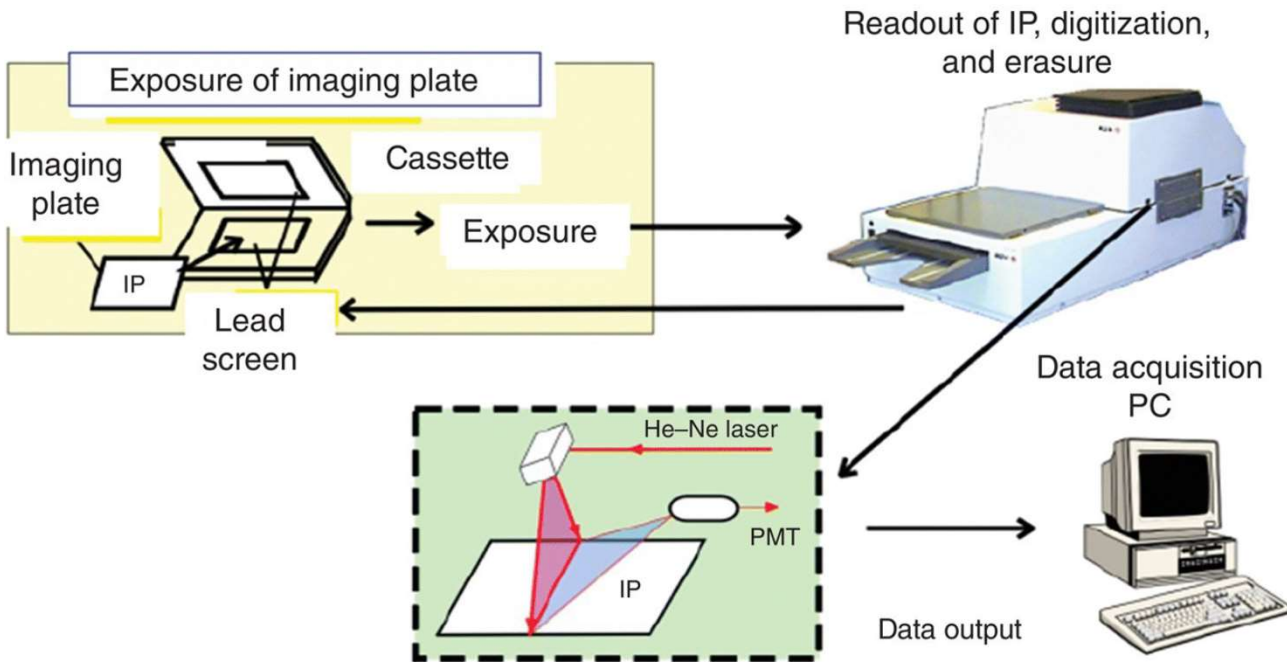 Readout of IP, digitization,
and erasure
Exposure of imaging plate
Imaging
plate
Cassette
Exposure
IP
Lead
screen
Data acquisition
PC
He–Ne laser
PMT
IP
Data output